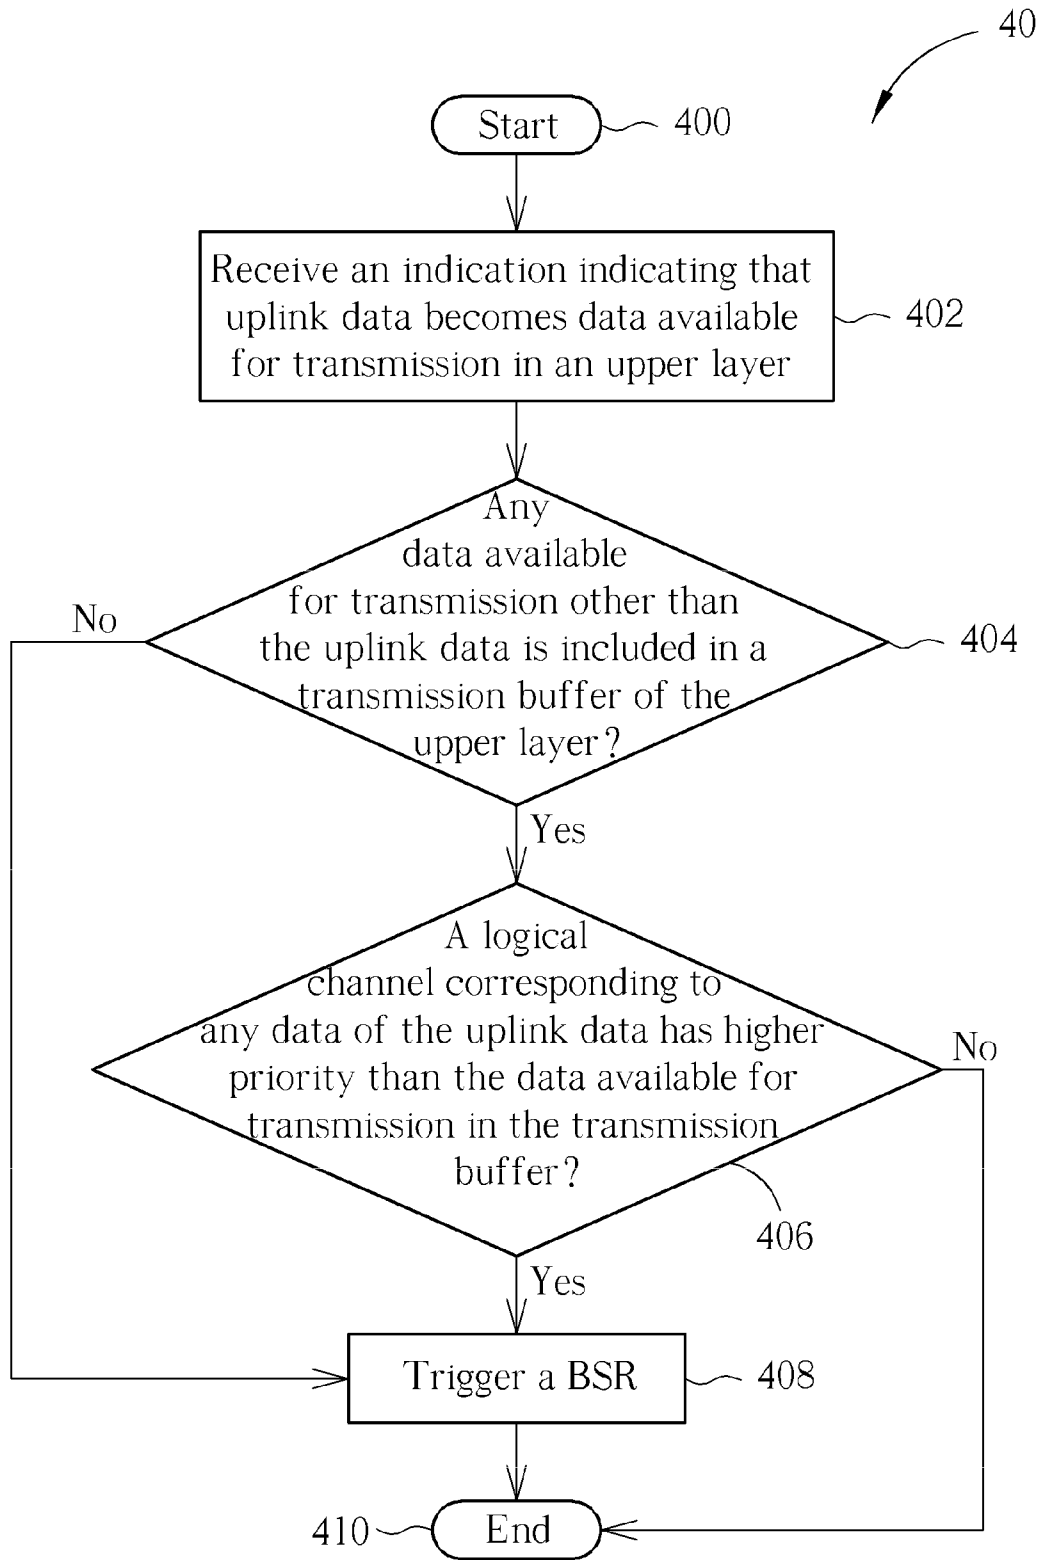 40
Start
400
Receive an indication indicating that
uplink data becomes data available
for transmission in an upper layer
402
Any
data available
for transmission other than
the uplink data is included in a
transmission buffer of the
upper layer?
404
No
Yes
A logical
channel corresponding to
any data of the uplink data has higher
priority than the data available for
transmission in the transmission
buffer?
No
406
Yes
Trigger a BSR
408
End
410